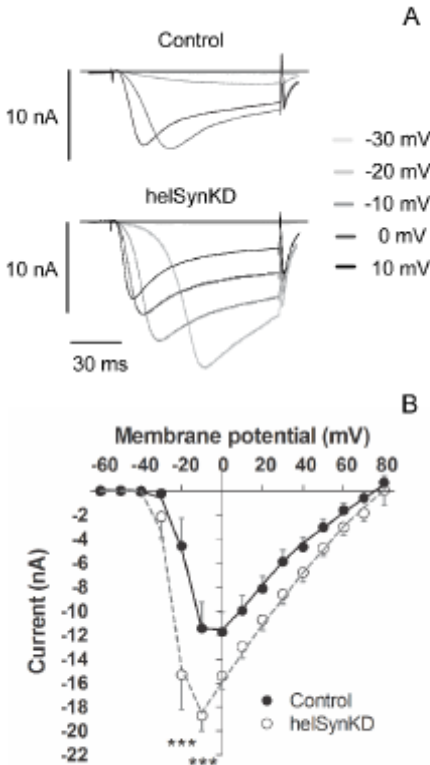 A
Control
10 nA
-30 mV
-20 mV
-10 mV
0 mV
10 mV
helSynKD
10 nA
30 ms
B
Membrane potential (mV)
-60 -40 -20 0 20 40 60 80
-2
-4
-6
-8
-10
-12
-14
-16
-18
-20
-22
Current (nA)
Control
helSynKD
***
***